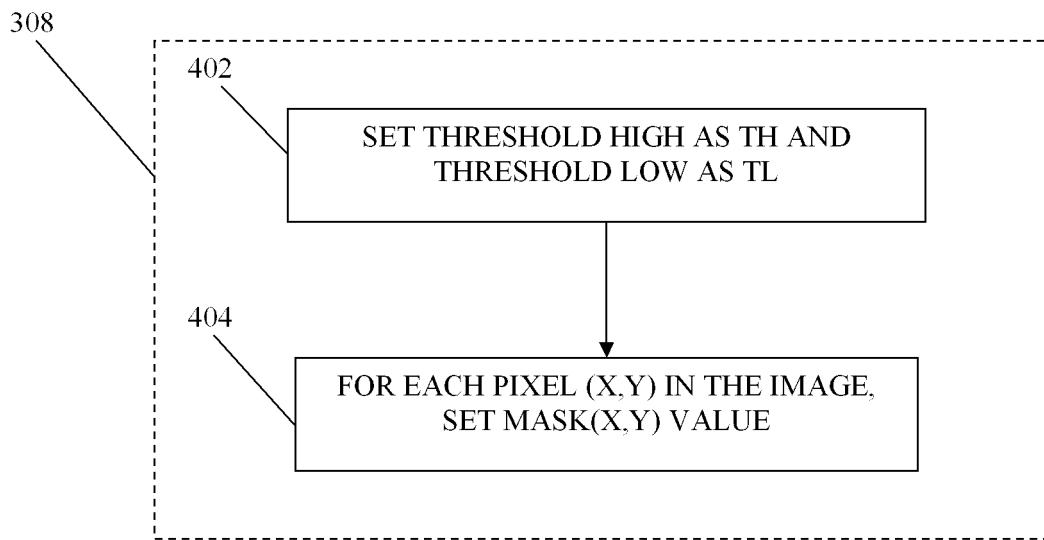 308
402
SET THRESHOLD HIGH AS TH AND
THRESHOLD LOW AS TL
404
FOR EACH PIXEL (X,Y) IN THE IMAGE,
SET MASK(X,Y) VALUE